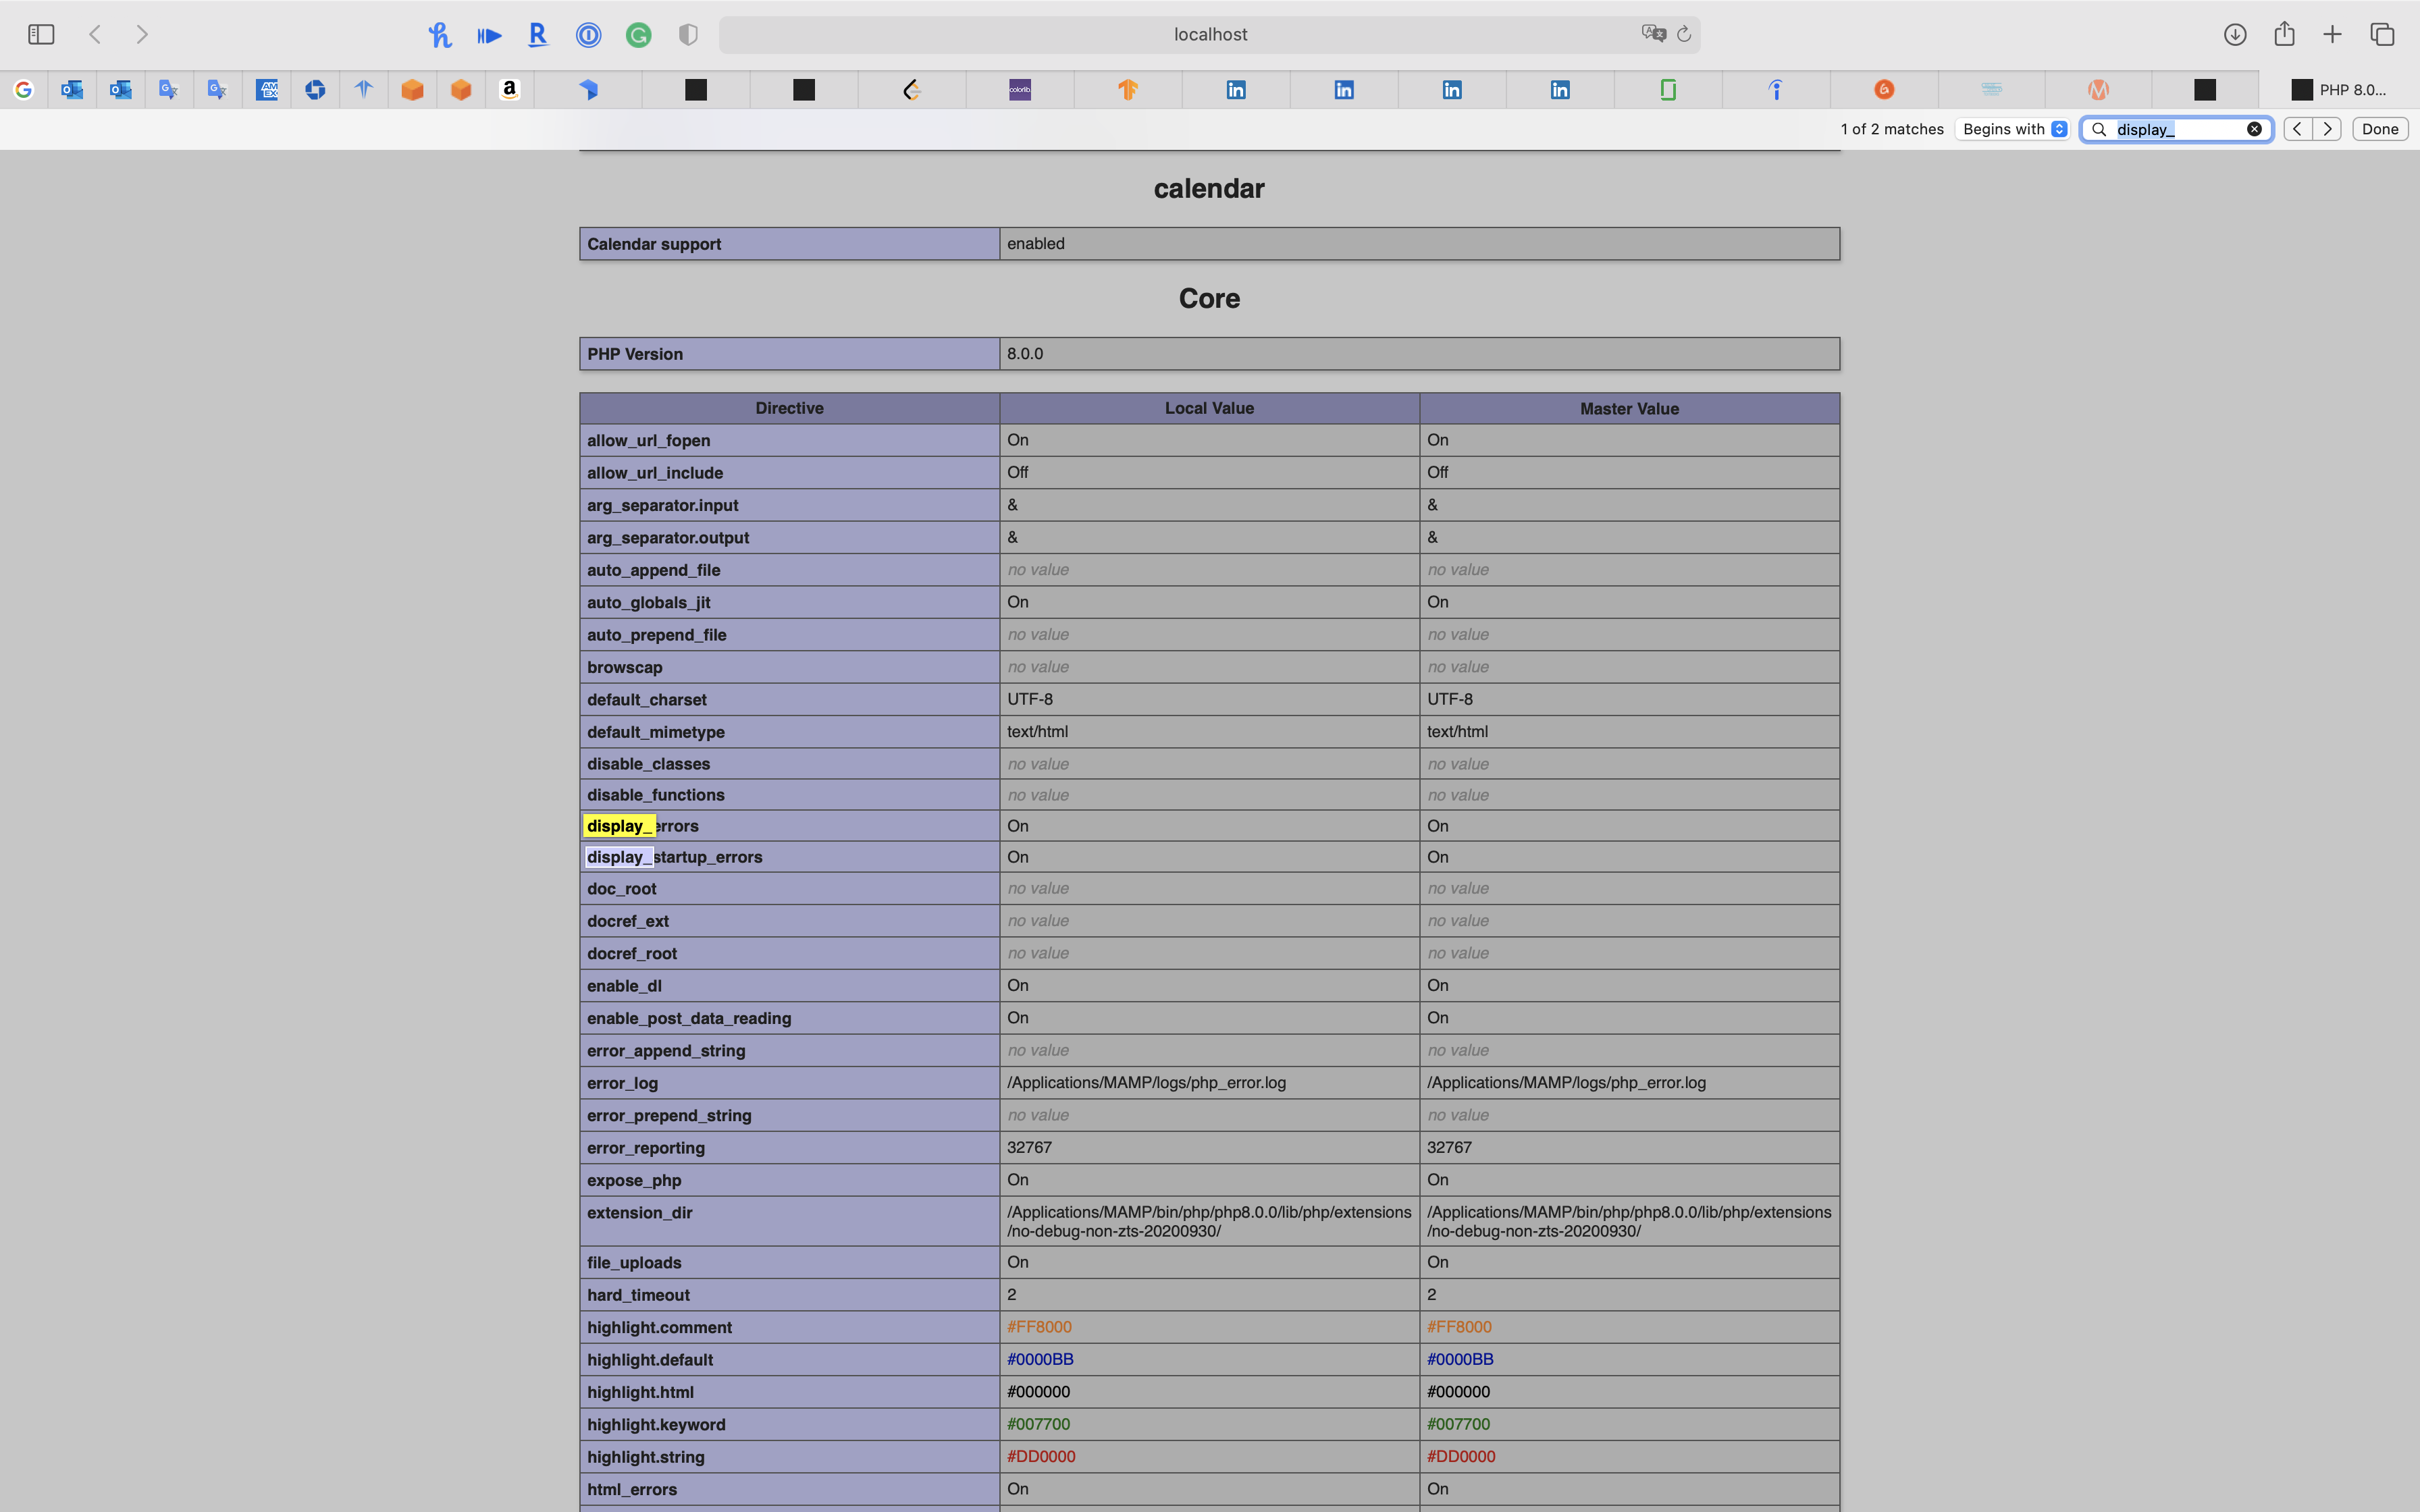 localhost
AM
EX
a
colorlib.
in
in
in
in
PHP 8.0...
1 of 2 matches Begins with display_ Done
calendar
Calendar support enabled
Core
PHP Version 8.0.0
Directive Local Value Master Value
allow_url_fopen On On
allow_url_include Off Off
arg_separator.input & &
arg_separator.output & &
auto_append_file no value no value
auto_globals_jit On On
auto_prepend_file no value no value
browscap no value no value
default_charset UTF-8 UTF-8
default_mimetype text/html text/html
disable_classes no value no value
disable_functions no value no value
display_errors On On
display_startup_errors On On
doc_root no value no value
docref_ext no value no value
docref_root no value no value
enable_dl On On
enable_post_data_reading On On
error_append_string no value no value
error_log /Applications/MAMP/logs/php_error.log /Applications/MAMP/logs/php_error.log
error_prepend_string no value no value
error_reporting 32767 32767
expose_php On On
extension_dir /Applications/MAMP/bin/php/php8.0.0/lib/php/extensions /Applications/MAMP/bin/php/php8.0.0/lib/php/extensions
/no-debug-non-zts-20200930/ /no-debug-non-zts-20200930/
file_uploads On On
hard_timeout 2 2
highlight.comment #FF8000 #FF8000
highlight.default #0000BB #0000BB
highlight.html #000000 #000000
highlight.keyword #007700 #007700
highlight.string #DD0000 #DD0000
html_errors On On